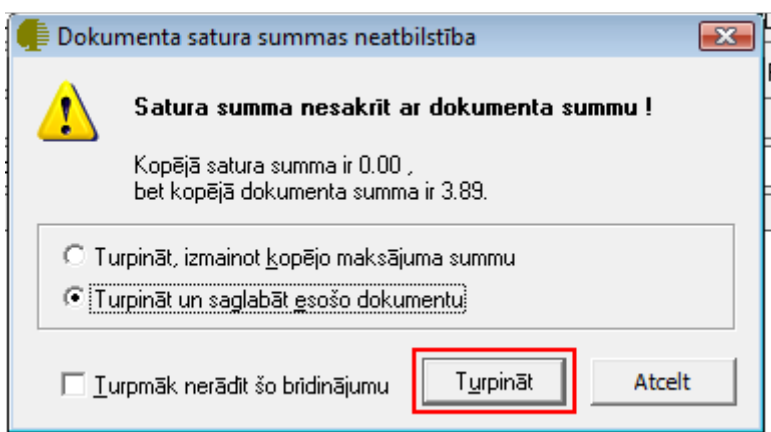 Dokumenta satura summas neatbilstība
Satura summa nesakrīt ar dokumenta summu !
Kopējā satura summa ir 0.00 ,
bet kopējā dokumenta summa ir 3.89.
Turpināt, izmainot kopējo maksājuma summu
Turpināt un saglabāt esošo dokumentu
Turpmāk nerādīt šo brīdinājumu
Turpināt
Atcelt